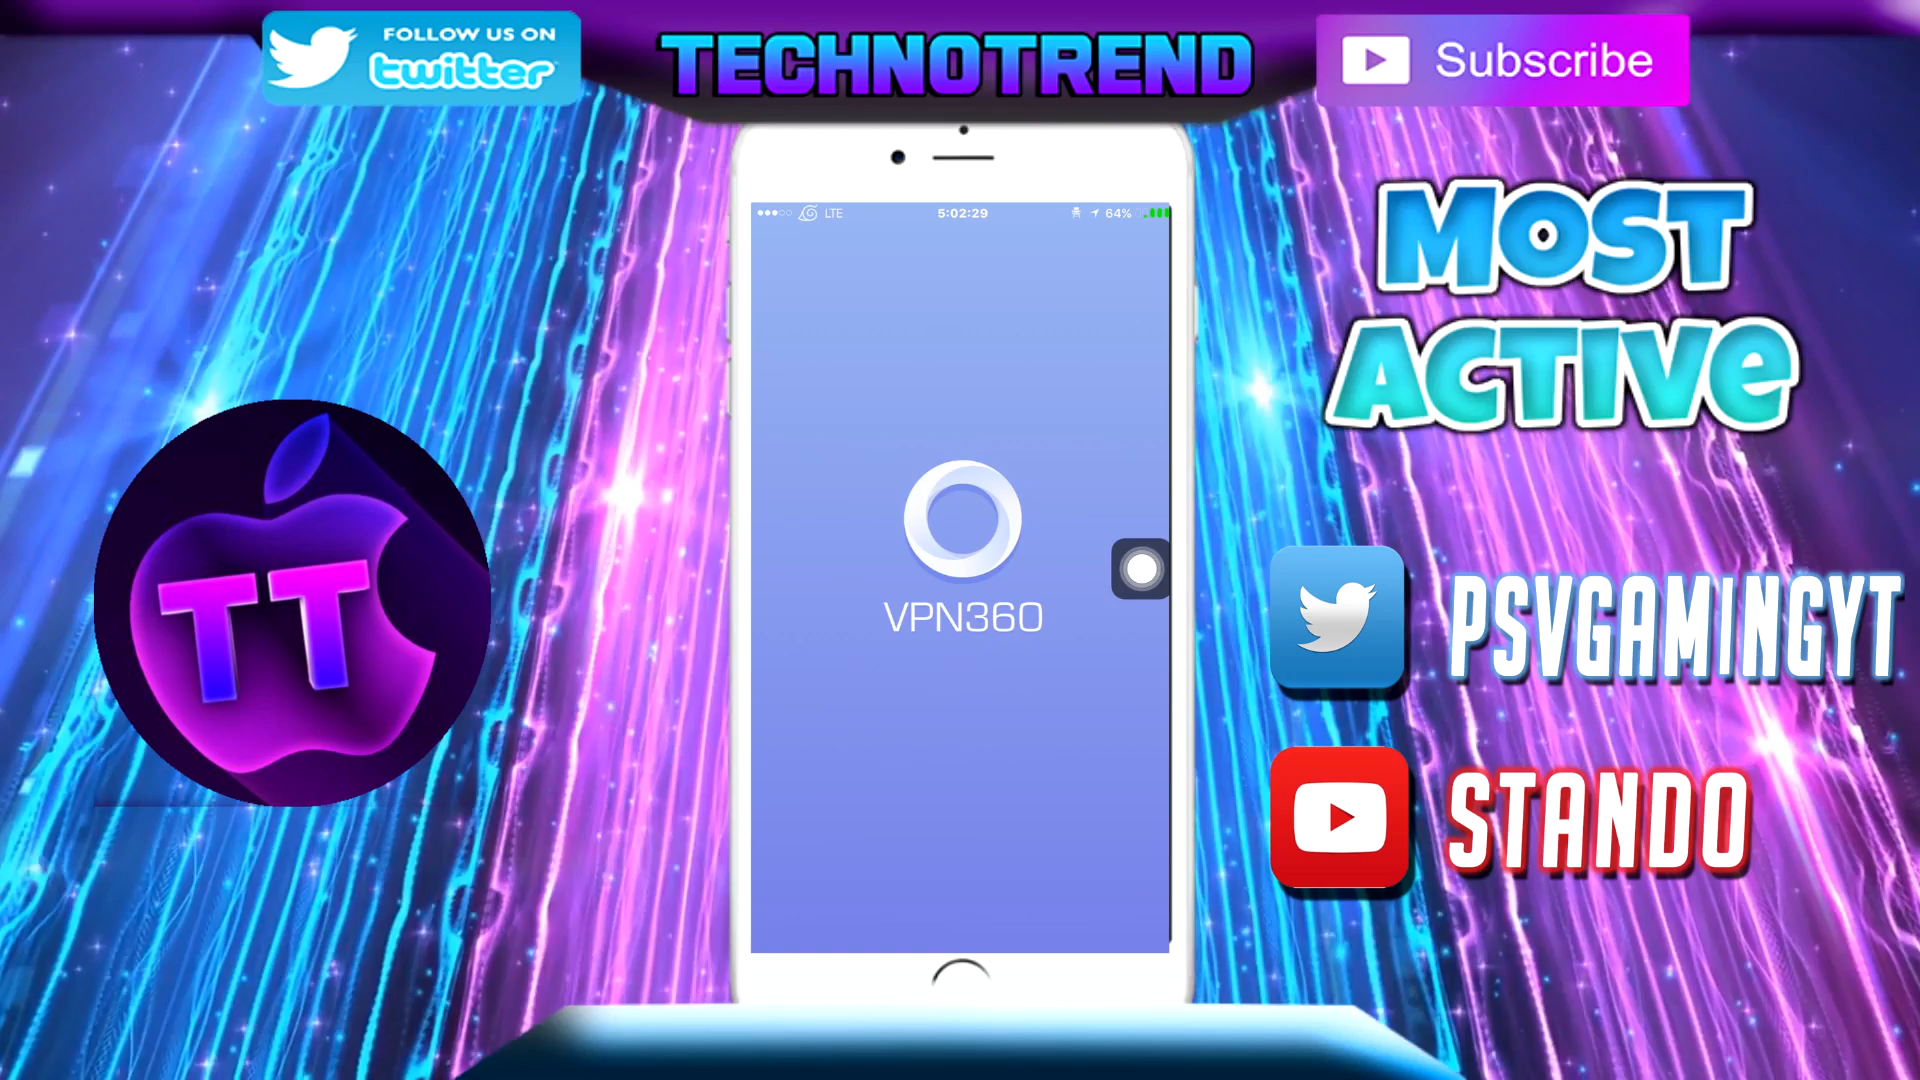 FOLLOW US ON
twitter
TECHNOTREND
Subscribe
LTE
5:02:29
64%
VPN360
TT
MOST
ACTIVE
PSVGAMINGYT
STANDO